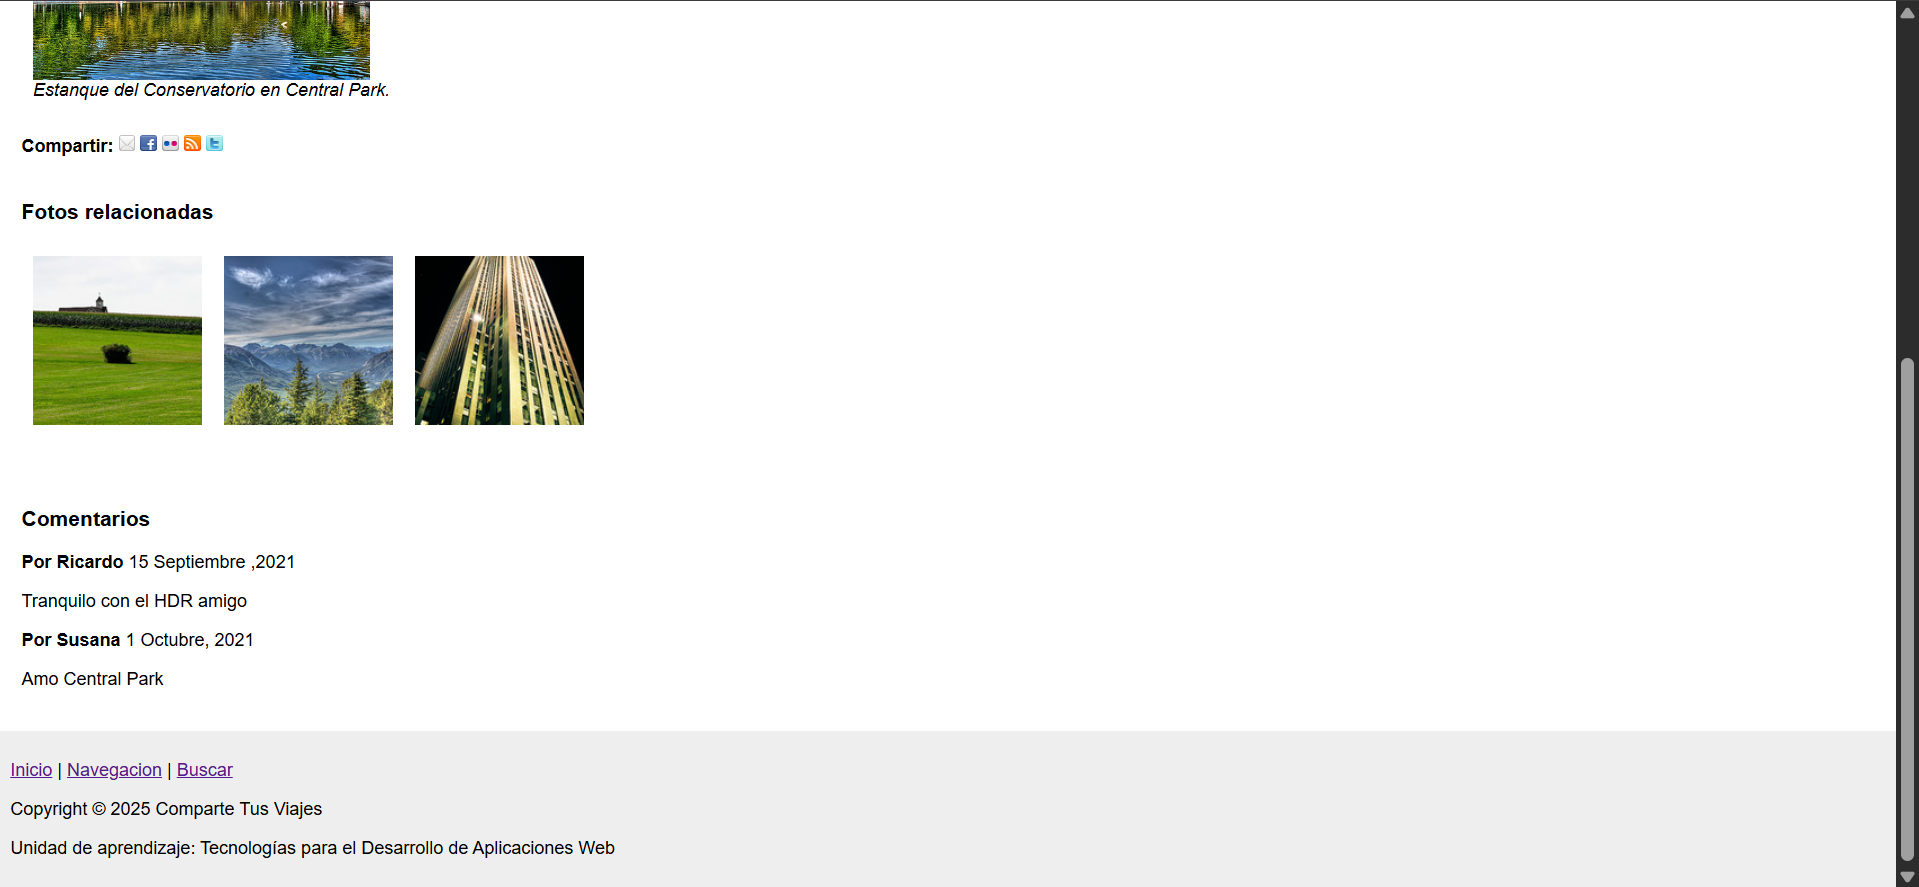 Estanque del Conservatorio en Central Park.
Compartir:
Fotos relacionadas
Comentarios
Por Ricardo 15 Septiembre ,2021
Tranquilo con el HDR amigo
Por Susana 1 Octubre, 2021
Amo Central Park
Inicio | Navegacion | Buscar
Copyright © 2025 Comparte Tus Viajes
Unidad de aprendizaje: Tecnologías para el Desarrollo de Aplicaciones Web